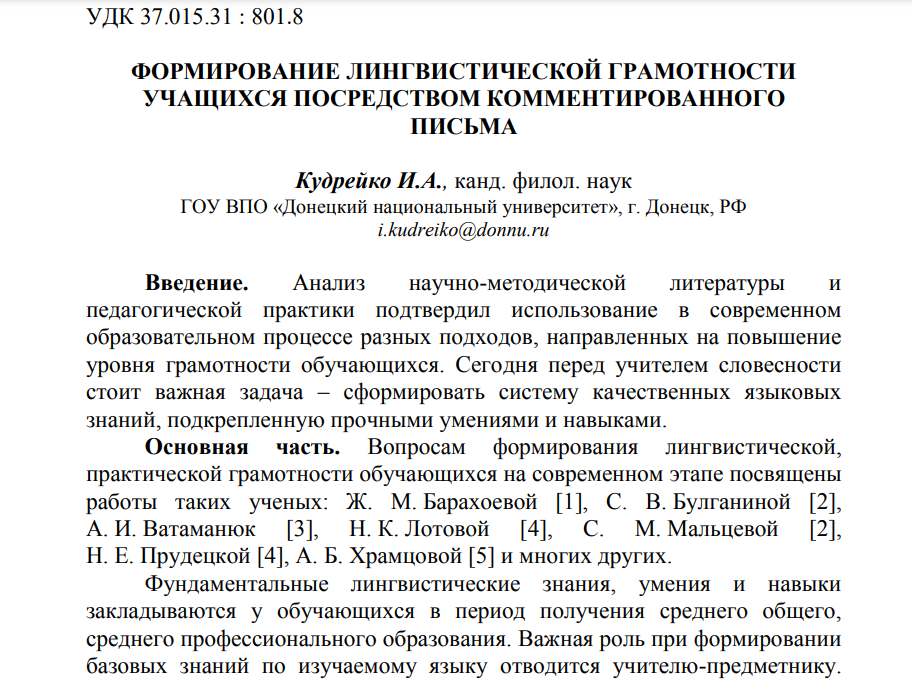 УДК 37.015.31 : 801.8
ФОРМИРОВАНИЕ ЛИНГВИСТИЧЕСКОЙ ГРАМОТНОСТИ
УЧАЩИХСЯ ПОСРЕДСТВОМ КОММЕНТИРОВАННОГО
ПИСЬМА
Кудрейко И.А., канд. филол. наук
ГОУ ВПО «Донецкий национальный университет», г. Донецк, РФ
i.kudreiko@donnu.ru
Введение. Анализ научно-методической литературы и
педагогической практики подтвердил использование в современном
образовательном процессе разных подходов, направленных на повышение
уровня грамотности обучающихся. Сегодня перед учителем словесности
стоит важная задача – сформировать систему качественных языковых
знаний, подкрепленную прочными умениями и навыками.
Основная часть. Вопросам формирования лингвистической,
практической грамотности обучающихся на современном этапе посвящены
работы таких ученых: Ж. М. Барахоевой [1], С. В. Булганиной [2],
А. И. Ватаманюк [3], Н. К. Лотовой [4], С. М. Мальцевой [2],
Н. Е. Прудецкой [4], А. Б. Храмцовой [5] и многих других.
Фундаментальные лингвистические знания, умения и навыки
закладываются у обучающихся в период получения среднего общего,
среднего профессионального образования. Важная роль при формировании
базовых знаний по изучаемому языку отводится учителю-предметнику.